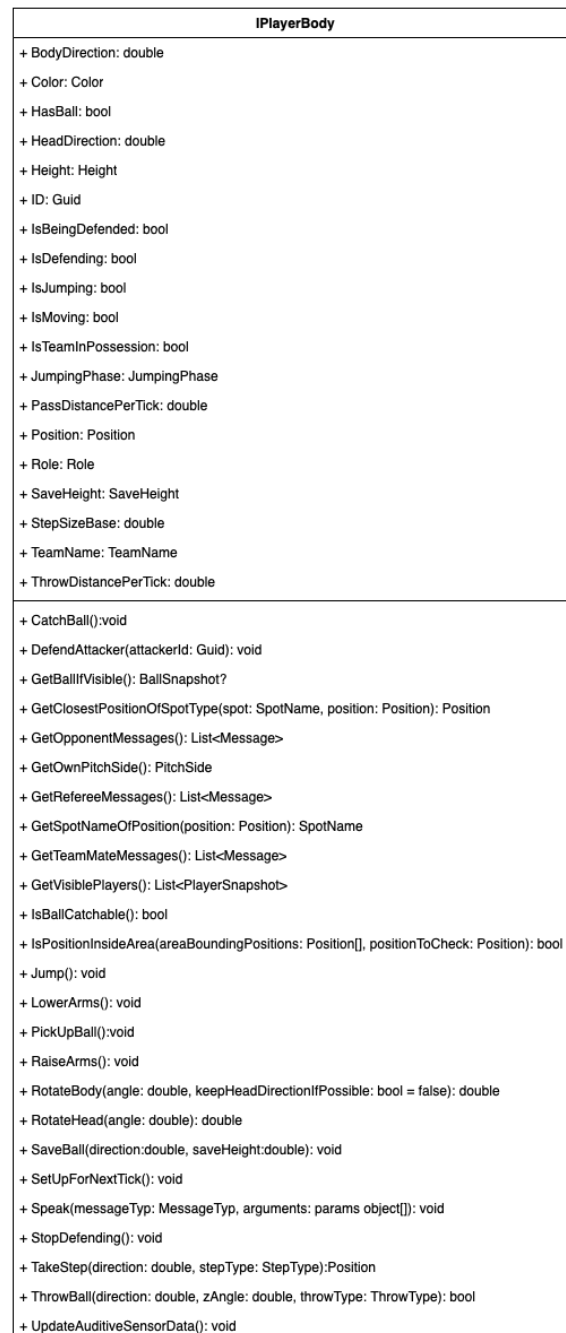 IPlayerBody
+ BodyDirection: double
+ Color: Color
+ HasBall: bool
+ HeadDirection: double
+ Height: Height
+ ID: Guid
+ IsBeingDefended: bool
+ IsDefending: bool
+ IsJumping: bool
+ IsMoving: bool
+ IsTeamInPossession: bool
+ JumpingPhase: JumpingPhase
+ PassDistancePerTick: double
+ Position: Position
+ Role: Role
+ SaveHeight: SaveHeight
+ StepSizeBase: double
+ TeamName: TeamName
+ ThrowDistancePerTick: double
+ CatchBall():void
+ DefendAttacker(attackerId: Guid): void
+ GetBallIfVisible(): BallSnapshot?
+ GetClosestPositionOfSpotType(spot: SpotName, position: Position): Position
+ GetOpponentMessages(): List<Message>
+ GetOwnPitchSide(): PitchSide
+ GetRefereeMessages(): List<Message>
+ GetSpotNameOfPosition(position: Position): SpotName
+ GetTeamMateMessages(): List<Message>
+ GetVisiblePlayers(): List<PlayerSnapshot>
+ IsBallCatchable(): bool
+ IsPositionInsideArea(areaBoundingPositions: Position[], positionToCheck: Position): bool
+ Jump(): void
+ LowerArms(): void
+ PickUpBall():void
+ RaiseArms(): void
+ RotateBody(angle: double, keepHeadDirectionIfPossible: bool = false): double
+ RotateHead(angle: double): double
+ SaveBall(direction:double, saveHeight:double): void
+ SetUpForNextTick(): void
+ Speak(messageTyp: MessageTyp, arguments: params object[]): void
+ StopDefending(): void
+ TakeStep(direction: double, stepType: StepType):Position
+ ThrowBall(direction: double, zAngle: double, throwType: ThrowType): bool
+ UpdateAuditiveSensorData(): void